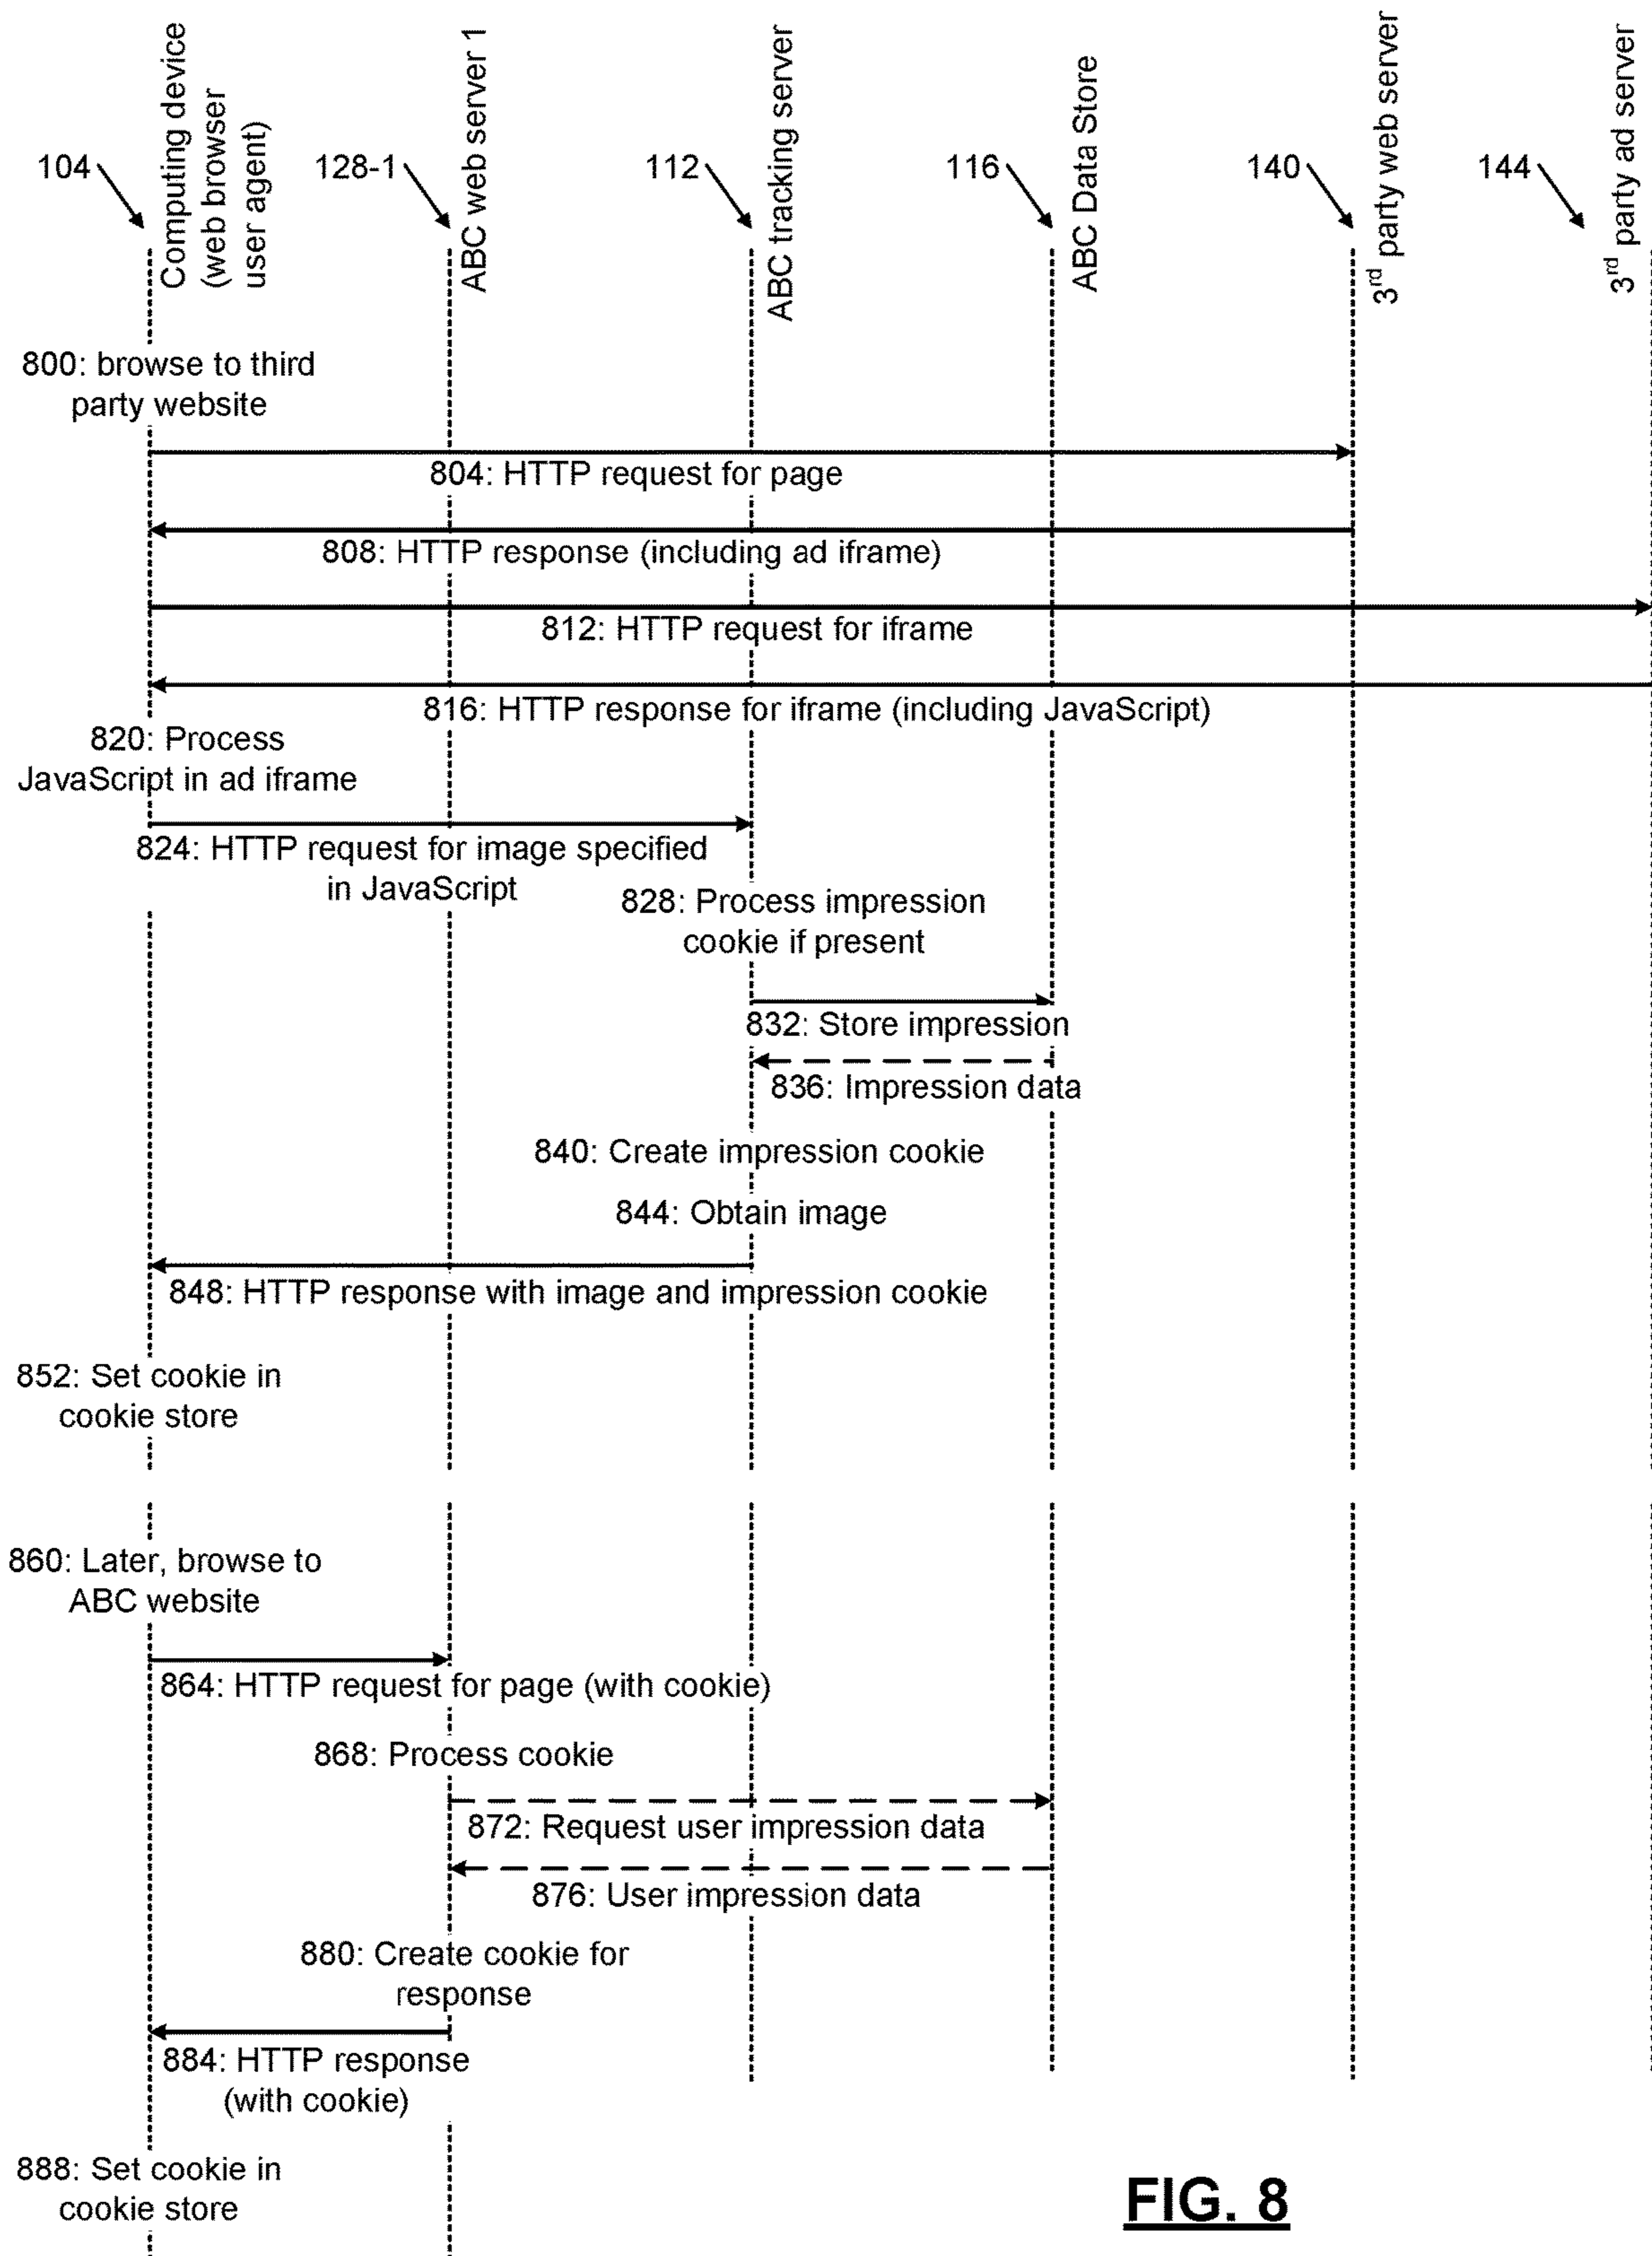 104
Computing device
(web browser
user agent)
128-1
ABC web server 1
112
ABC tracking server
116
ABC Data Store
140
3rd party web server
144
3rd party ad server
800: browse to third
party website
804: HTTP request for page
808: HTTP response (including ad iframe)
812: HTTP request for iframe
816: HTTP response for iframe (including JavaScript)
820: Process
JavaScript in ad iframe
824: HTTP request for image specified
in JavaScript
828: Process impression
cookie if present
832: Store impression
836: Impression data
840: Create impression cookie
844: Obtain image
848: HTTP response with image and impression cookie
852: Set cookie in
cookie store
860: Later, browse to
ABC website
864: HTTP request for page (with cookie)
868: Process cookie
872: Request user impression data
876: User impression data
880: Create cookie for
response
884: HTTP response
(with cookie)
888: Set cookie in
cookie store
FIG. 8